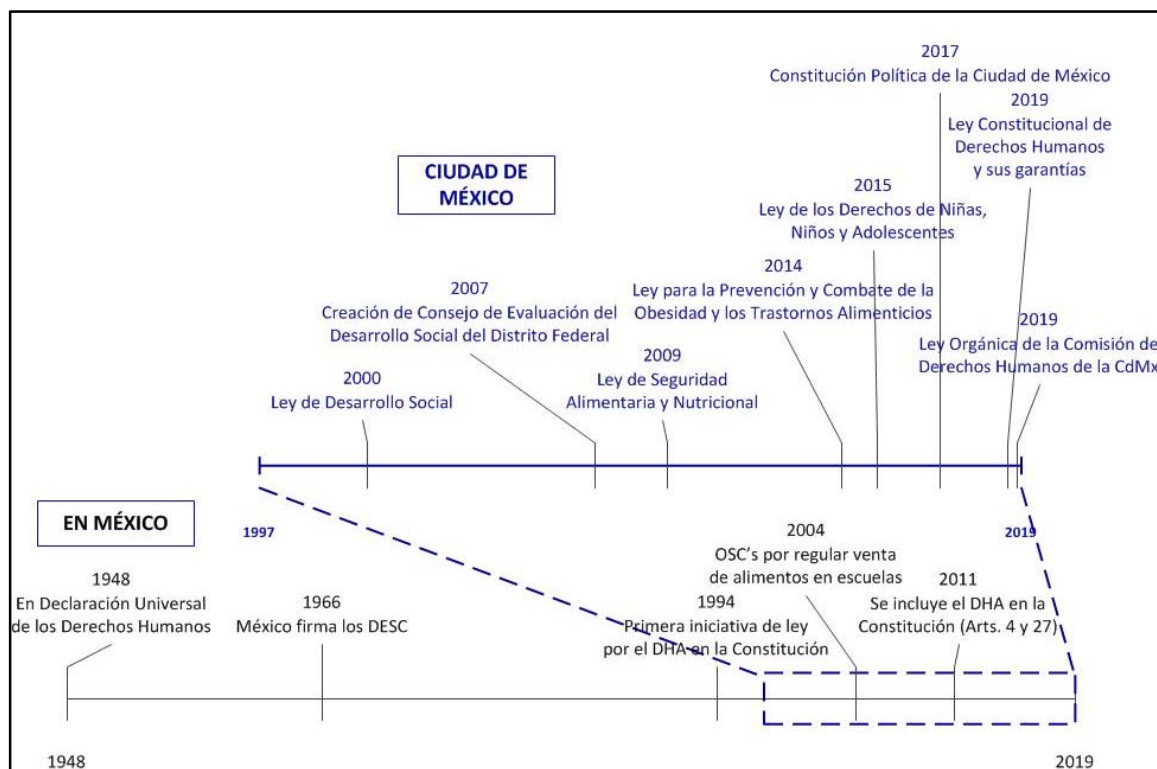 2017
Constitución Política de la Ciudad de México
2019
Ley Constitucional de
Derechos Humanos
y sus garantías
CIUDAD DE
MÉXICO
2015
Ley de los Derechos de Niñas,
Niños y Adolescentes
2014
Ley para la Prevención y Combate de la
Obesidad y los Trastornos Alimenticios
2007
Creación de Consejo de Evaluación del
Desarrollo Social del Distrito Federal
2019
Ley Orgánica de la Comisión de
Derechos Humanos de la CdMx
2009
Ley de Seguridad
Alimentaria y Nutricional
2000
Ley de Desarrollo Social
1997
2019
EN MÉXICO
2004
OSC's por regular venta
de alimentos en escuelas
1948
En Declaración Universal
de los Derechos Humanos
1966
México firma los DESC
1994
Primera iniciativa de ley
por el DHA en la Constitución
2011
Se incluye el DHA en la
Constitución (Arts. 4 y 27)
1948
2019